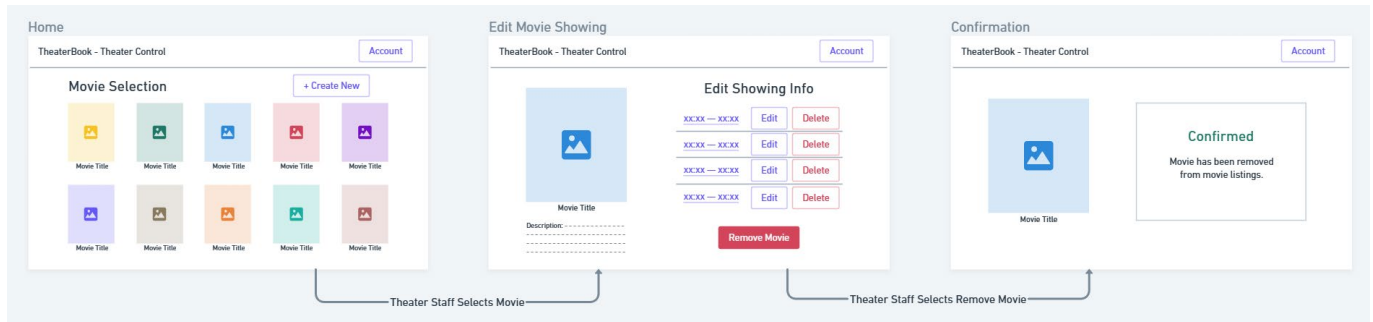 Home
TheaterBook - Theater Control
Account
Movie Selection
+ Create New
Movie Title
Movie Title
Movie Title
Movie Title
Movie Title
Movie Title
Movie Title
Movie Title
Movie Title
Movie Title
Theater Staff Selects Movie
Edit Movie Showing
TheaterBook - Theater Control
Account
Movie Title
Description:
Edit Showing Info
xx:xx — xx:xx Edit Delete
xx:xx — xx:xx Edit Delete
xx:xx — xx:xx Edit Delete
xx:xx — xx:xx Edit Delete
Remove Movie
Theater Staff Selects Remove Movie
Confirmation
TheaterBook - Theater Control
Account
Movie Title
Confirmed
Movie has been removed
from movie listings.